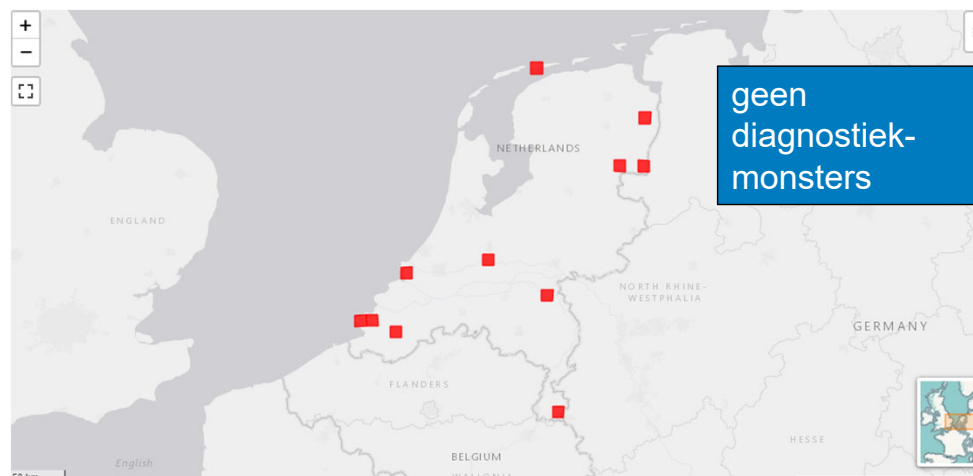 +
−
geen
diagnostiek-
monsters
NETHERLANDS
ENGLAND
NORTH RHINE-
WESTPHALIA
GERMANY
FLANDERS
HESSE
BELGIUM
English